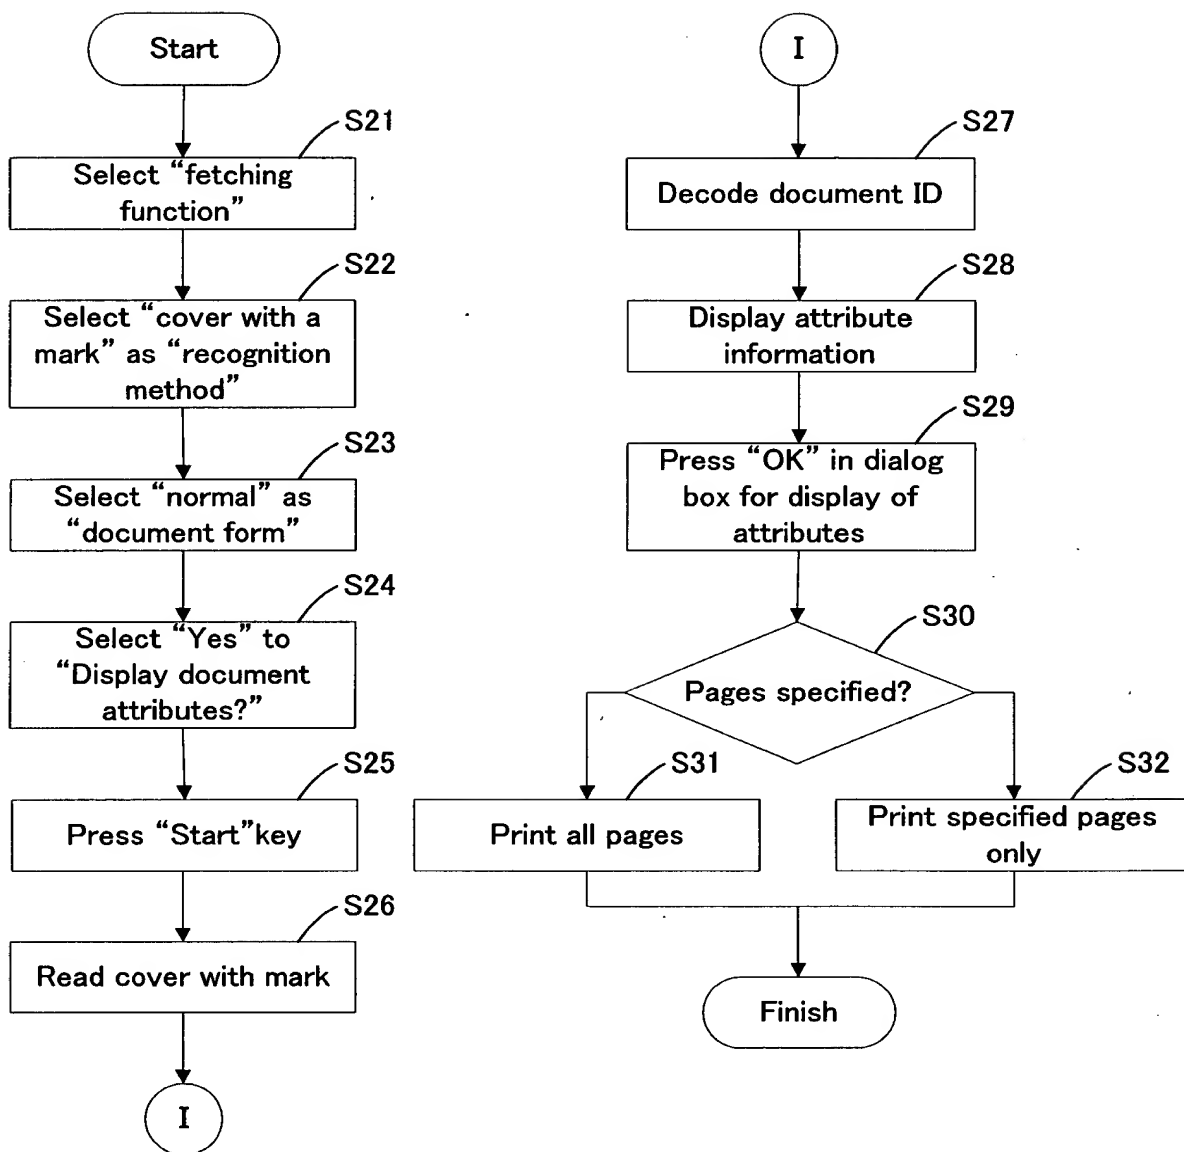 Start
S21
Select “fetching
function”
S22
Select “cover with a
mark” as “recognition
method”
S23
Select “normal” as
“document form”
S24
Select “Yes” to
“Display document
attributes?”
S25
Press “Start”key
S26
Read cover with mark
I
I
S27
Decode document ID
S28
Display attribute
information
S29
Press “OK” in dialog
box for display of
attributes
S30
Pages specified?
S31
Print all pages
S32
Print specified pages
only
Finish